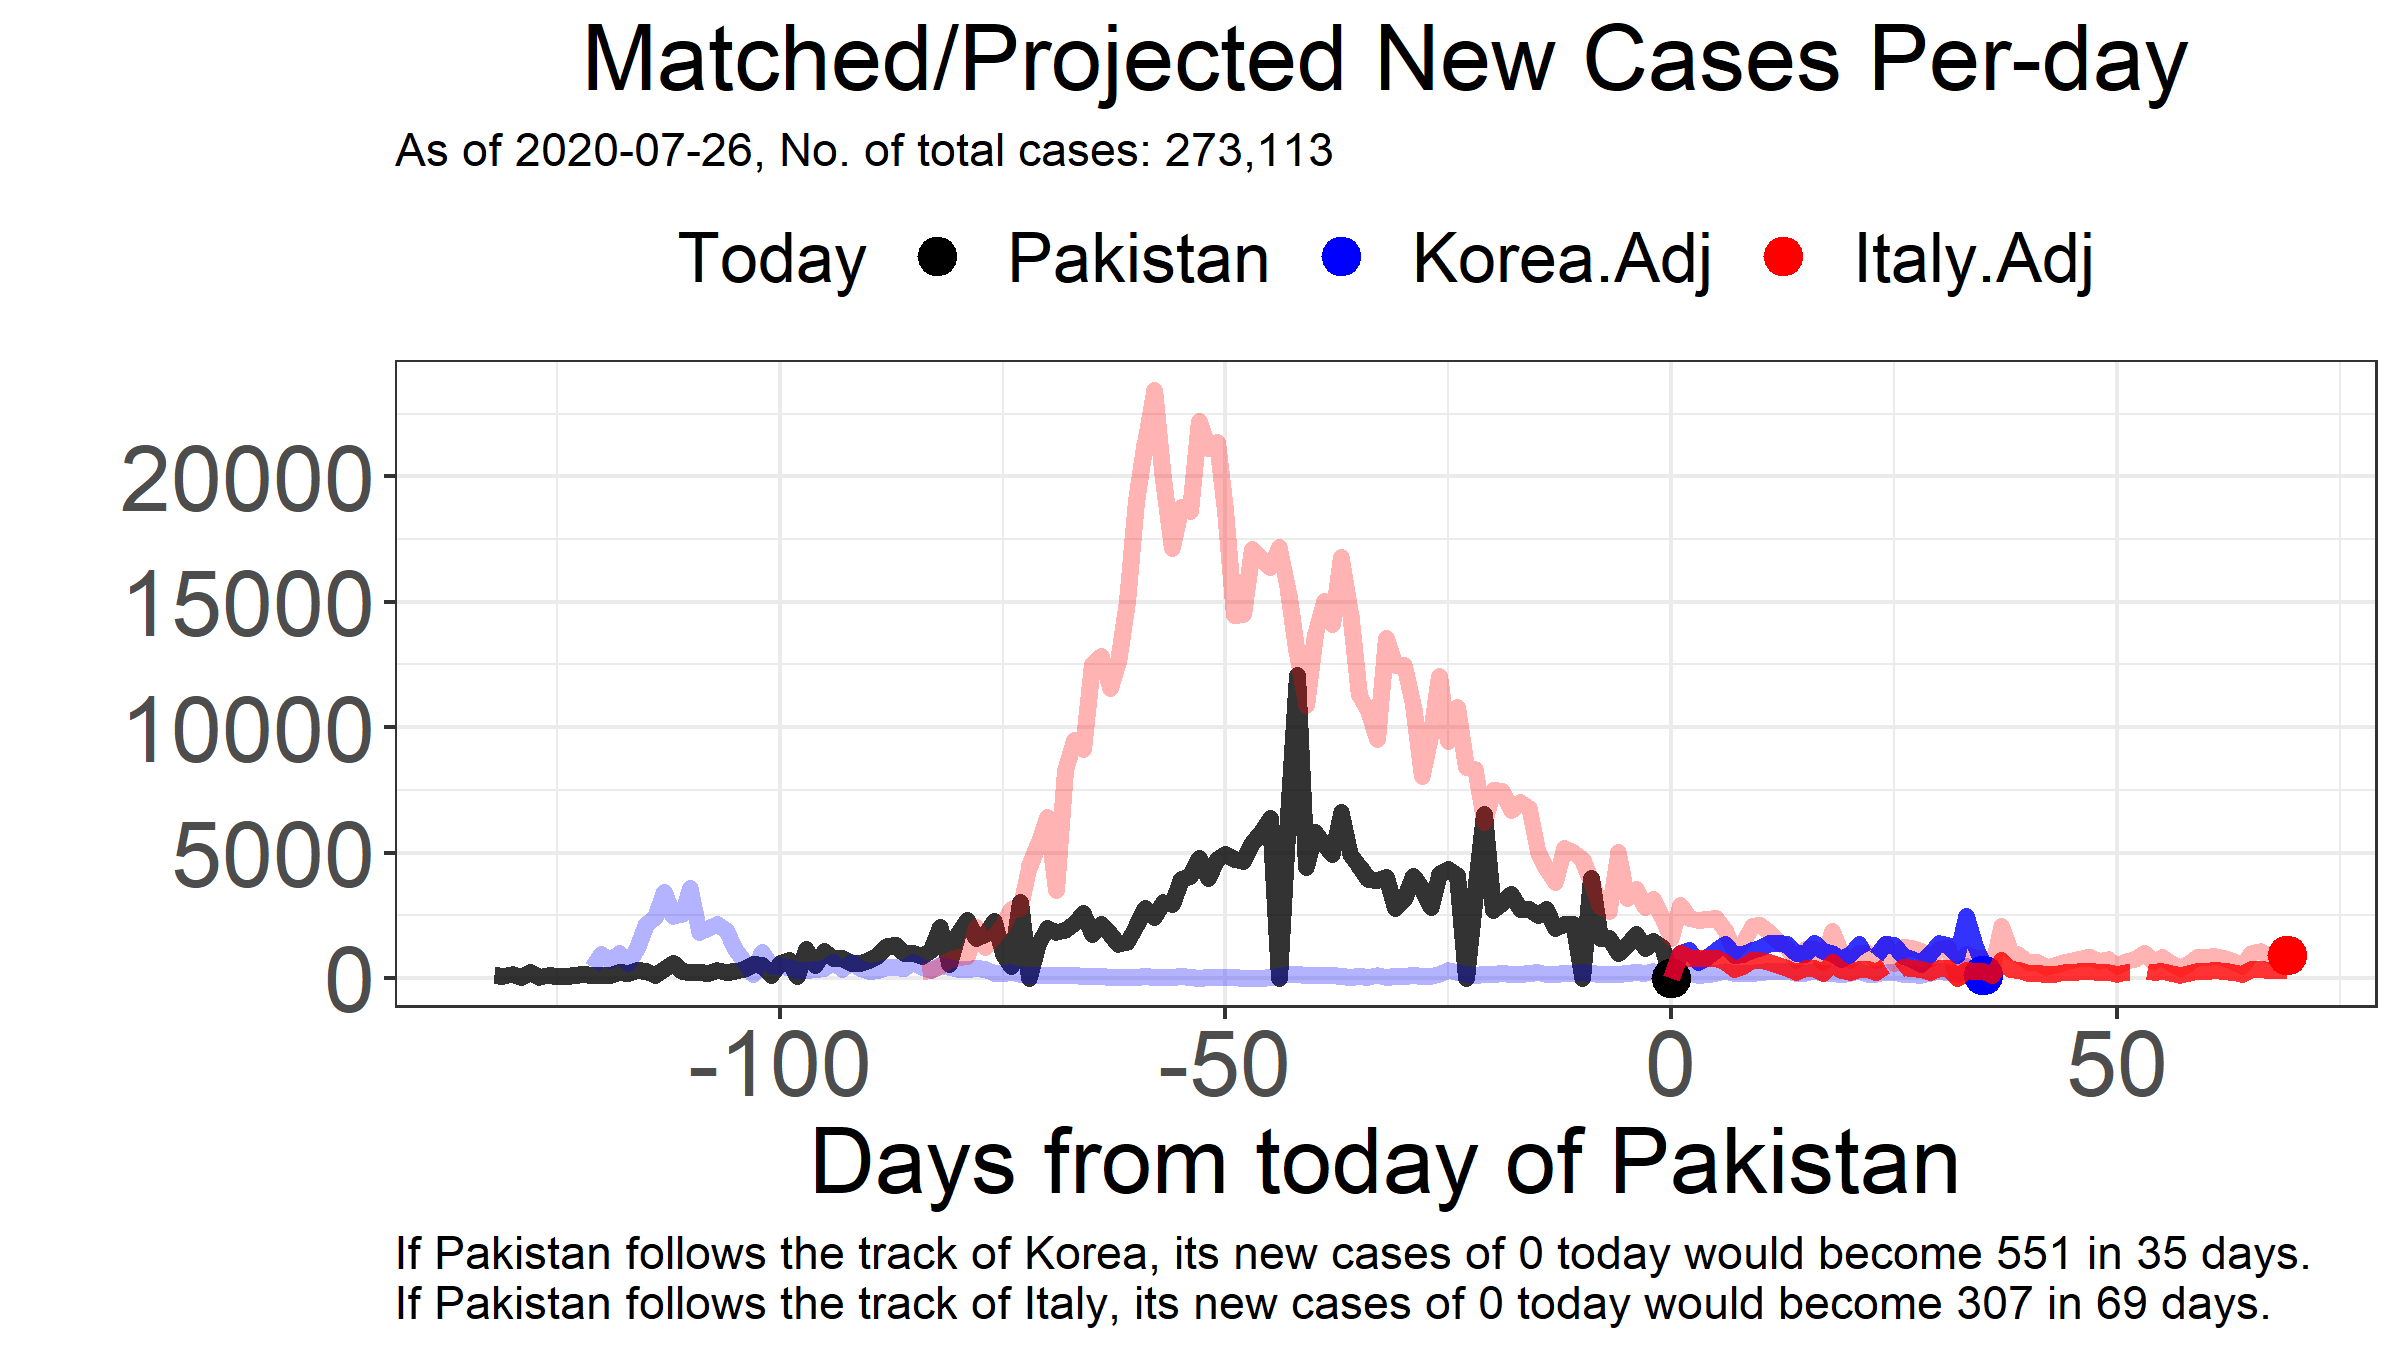 Matched/Projected New Cases Per-day
As of 2020-07-26, No. of total cases: 273,113
Today Pakistan Korea.Adj Italy.Adj
20000
15000
10000
5000
0
-100 -50 0 50
Days from today of Pakistan
If Pakistan follows the track of Korea, its new cases of 0 today would become 551 in 35 days.
If Pakistan follows the track of Italy, its new cases of 0 today would become 307 in 69 days.